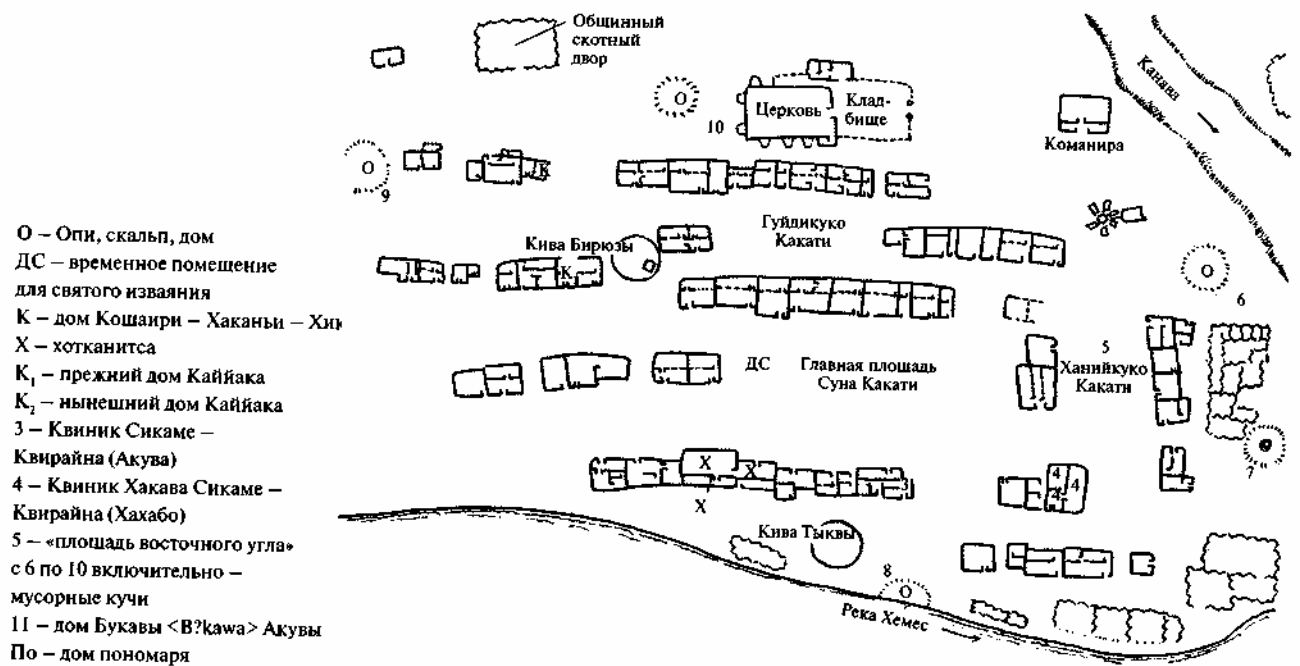 Общинный
скотный
двор
Канава
О
10
Церковь
Клад-
бище
Команира
О
9
К
Гуйдикуко
Какати
Кива Бирюзы
К
О
6
О – Опи, скальп, дом
ДС – временное помещение
для святого изваяния
К – дом Кошаири – Хаканьи – Хик
Х – хотканитса
К₁ – прежний дом Каййака
К₂ – нынешний дом Каййака
3 – Квиник Сикаме –
Квирайна (Акува)
4 – Квиник Хакава Сикаме –
Квирайна (Хахабо)
5 – «площадь восточного угла»
с 6 по 10 включительно –
мусорные кучи
11 – дом Букавы <B?kawa> Акувы
По – дом пономаря
ДС
Главная площадь
Суна Какати
5
Ханийкуко
Какати
7
Х
Х
Х
4
4
4
Кива Тыквы
8
О
Река Хемес